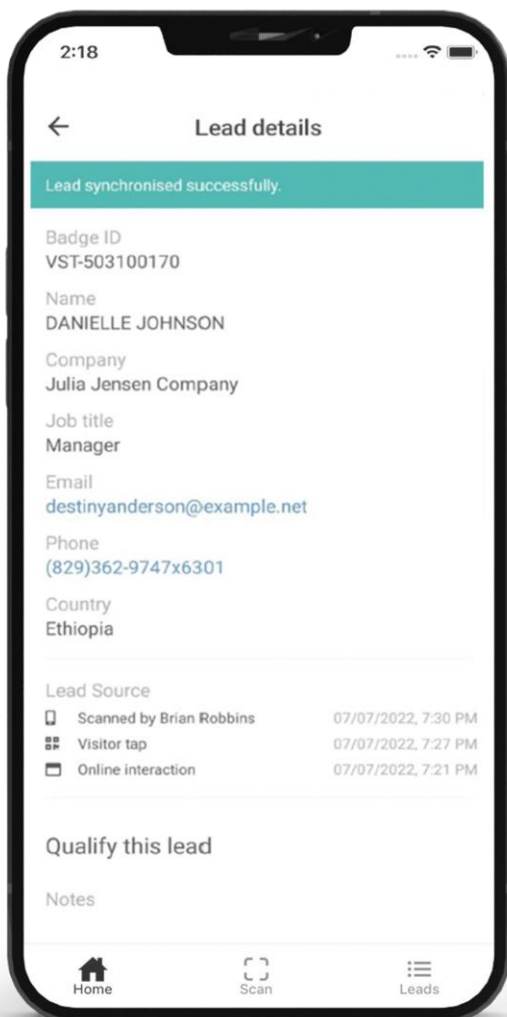 2:18
Lead details
Lead synchronised successfully.
Badge ID
VST-503100170
Name
DANIELLE JOHNSON
Company
Julia Jensen Company
Job title
Manager
Email
destinyanderson@example.net
Phone
(829)362-9747x6301
Country
Ethiopia
Lead Source
Scanned by Brian Robbins 07/07/2022, 7:30 PM
Visitor tap 07/07/2022, 7:27 PM
Online interaction 07/07/2022, 7:21 PM
Qualify this lead
Notes
Home Scan Leads